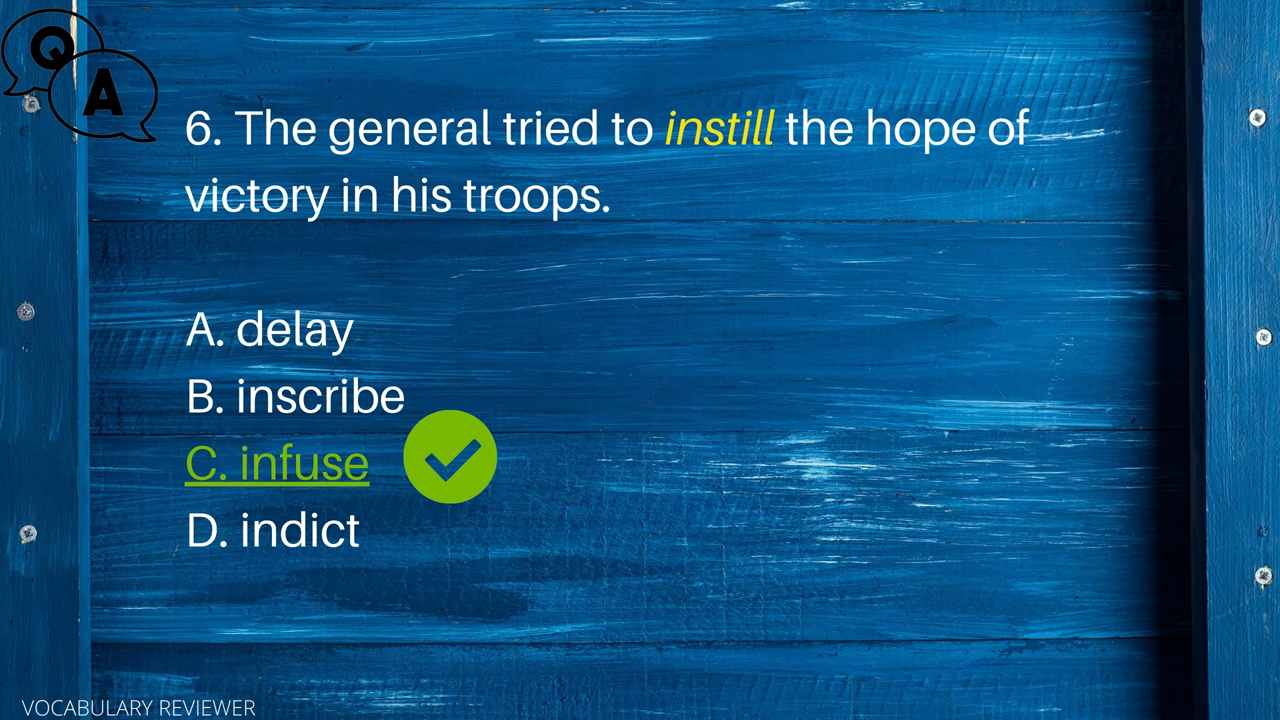 Q
A
6. The general tried to instill the hope of
victory in his troops.
A. delay
B. inscribe
C. infuse
D. indict
VOCABULARY REVIEWER